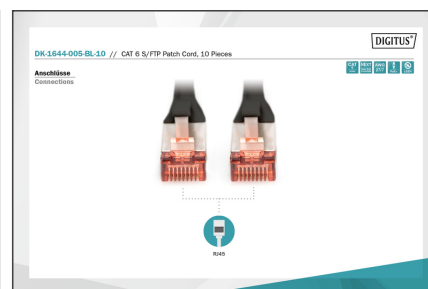 DIGITUS®
DK-1644-005-BL-10 // CAT 6 S/FTP Patch Cord, 10 Pieces
Anschlüsse
Connections
RJ45